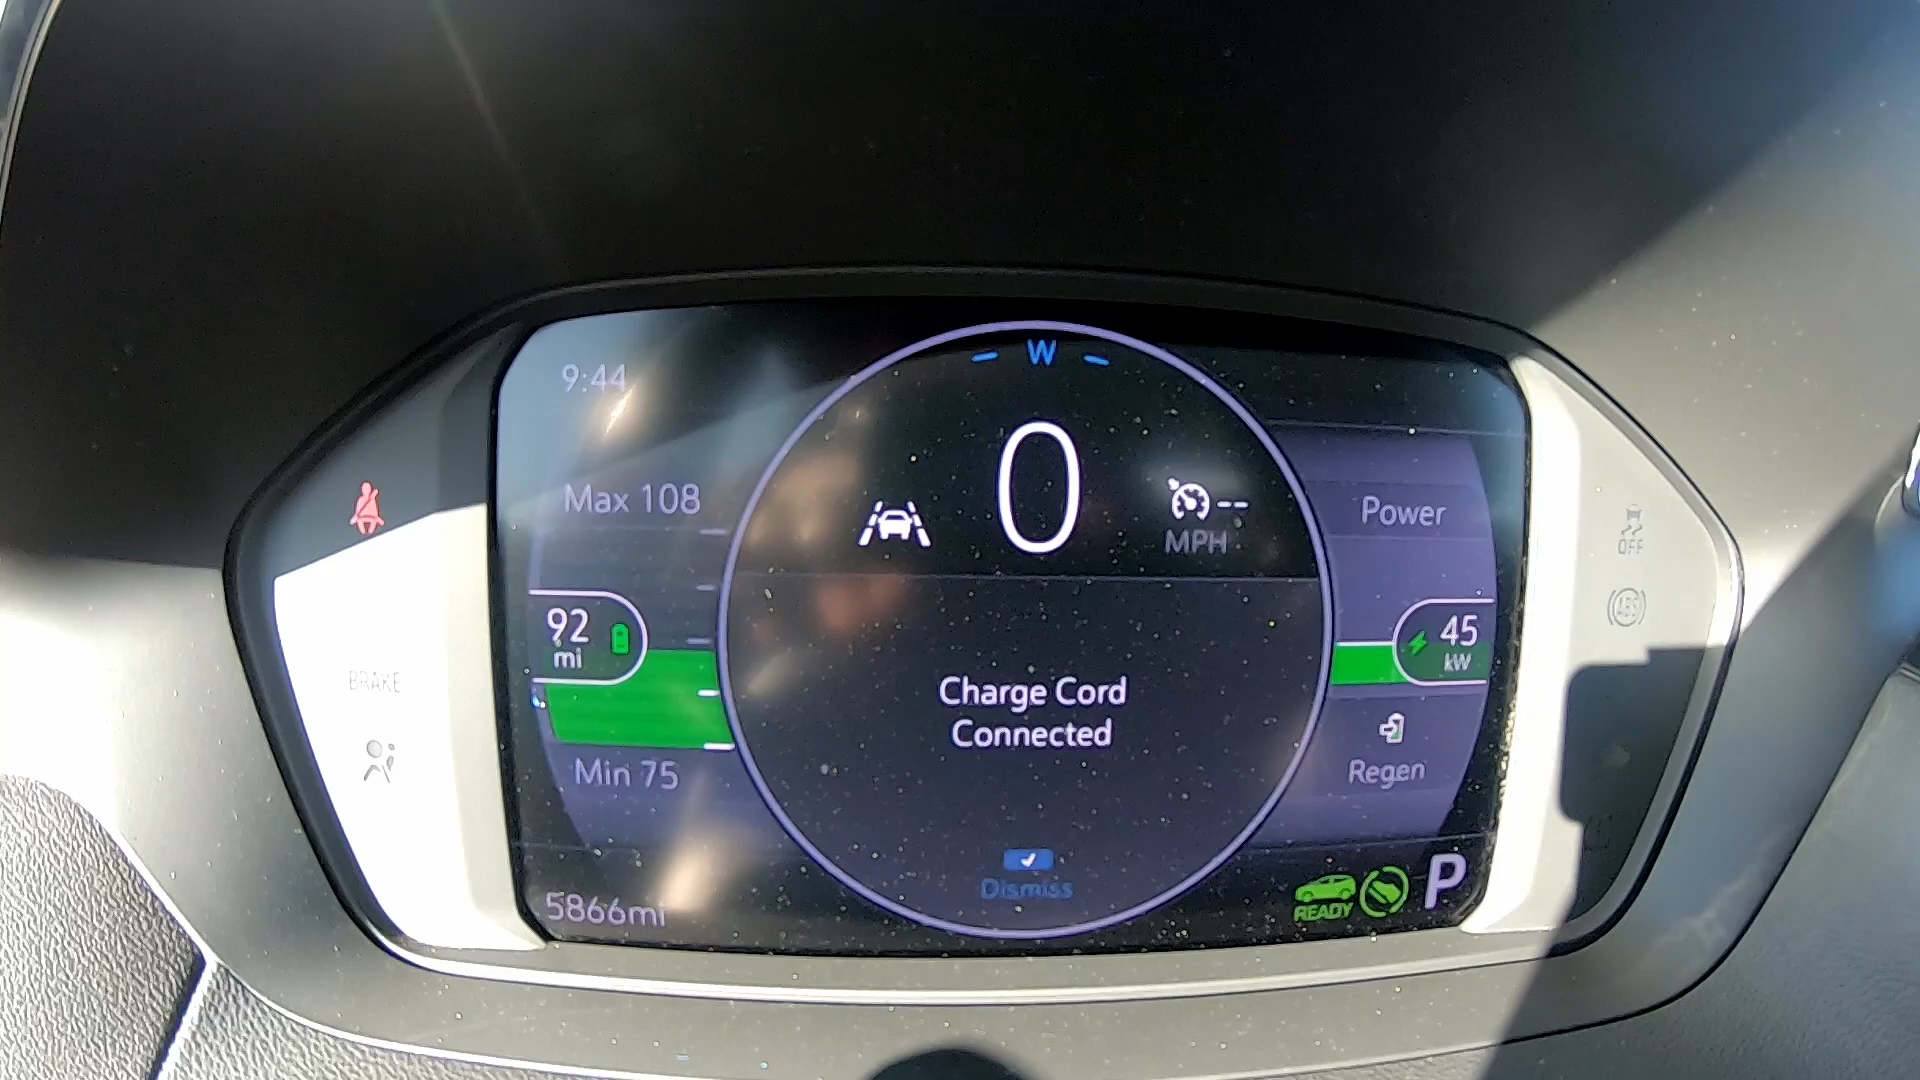 9:44
W
Max 108
0
--
MPH
Power
OFF
ABS
92
mi
45
kW
BRAKE
Charge Cord
Connected
Min 75
Regen
Dismiss
5866mi
READY
P